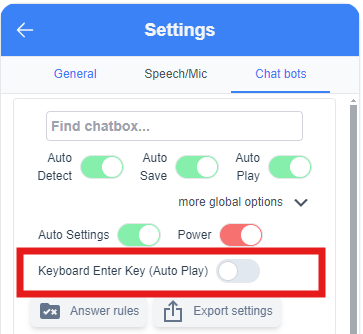 Settings
General Speech/Mic Chat bots
Find chatbox...
Auto Detect Auto Save Auto Play
more global options
Auto Settings Power
Keyboard Enter Key (Auto Play)
Answer rules Export settings